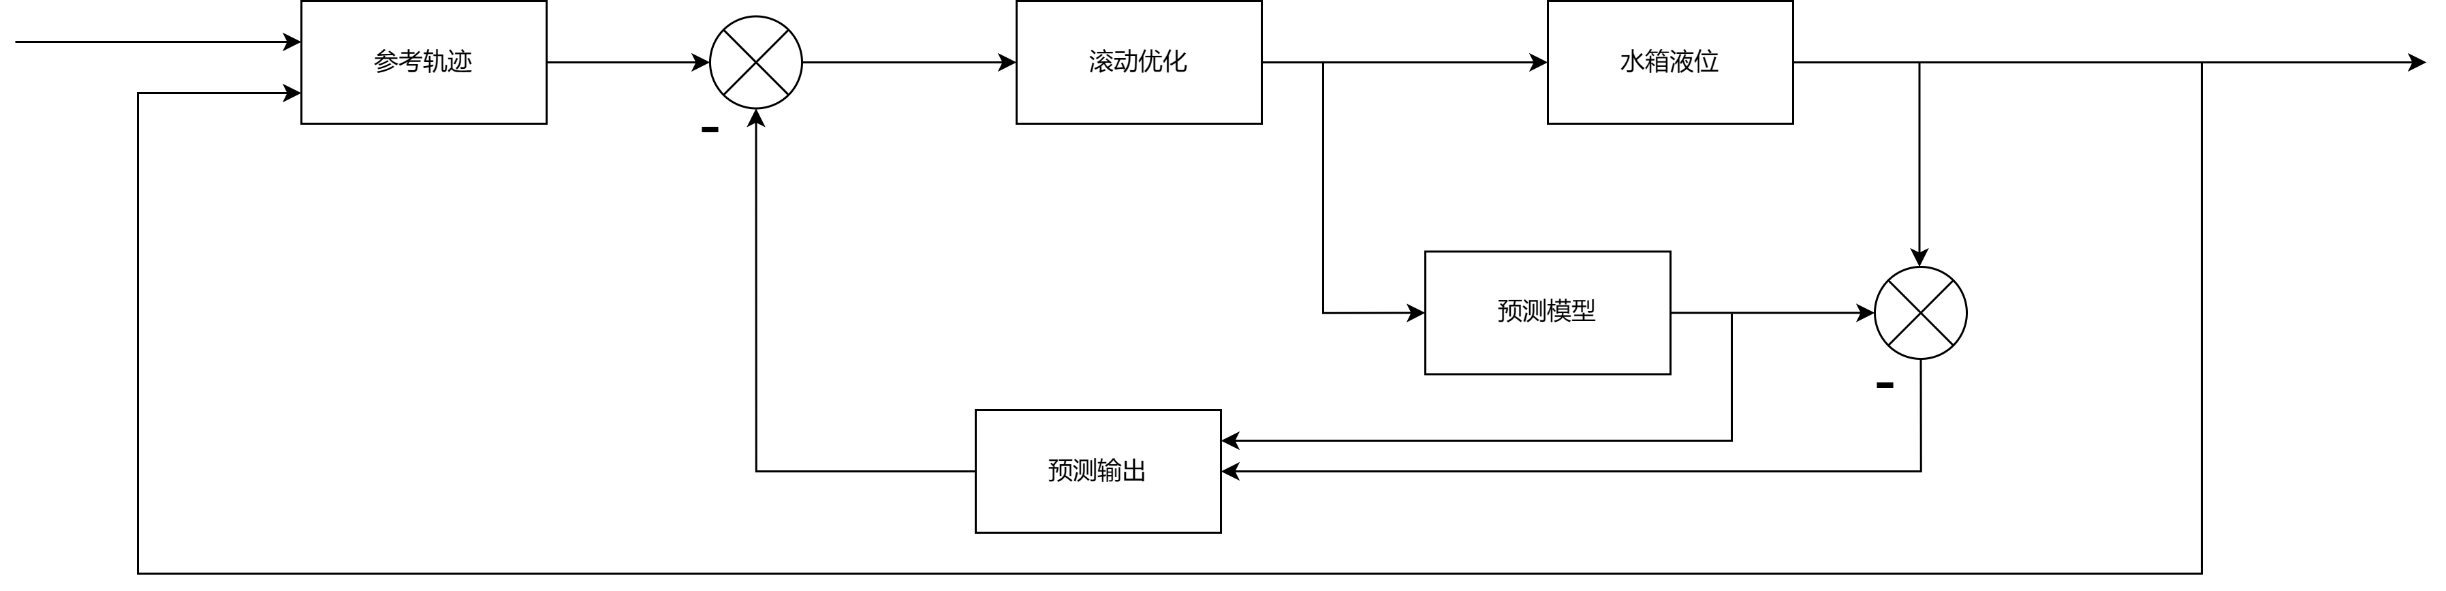 参考轨迹
滚动优化
水箱液位
-
预测模型
-
预测输出